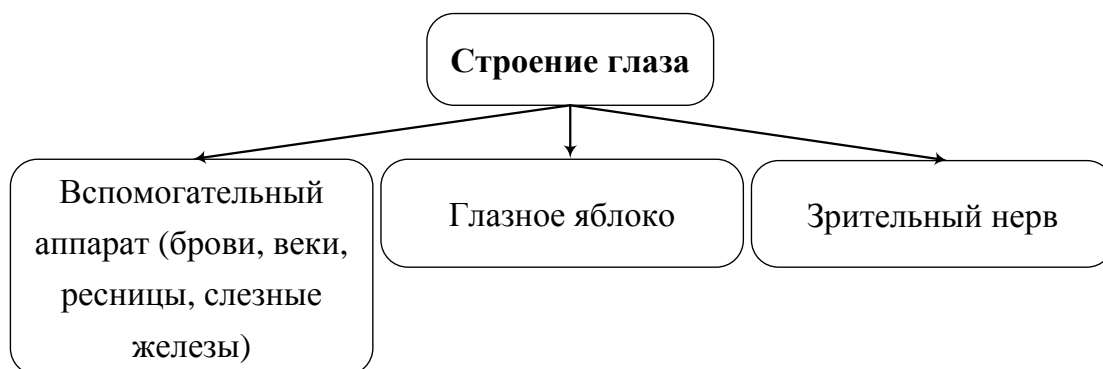 Строение глаза
Вспомогательный
аппарат (брови, веки,
ресницы, слезные
железы)
Глазное яблоко
Зрительный нерв